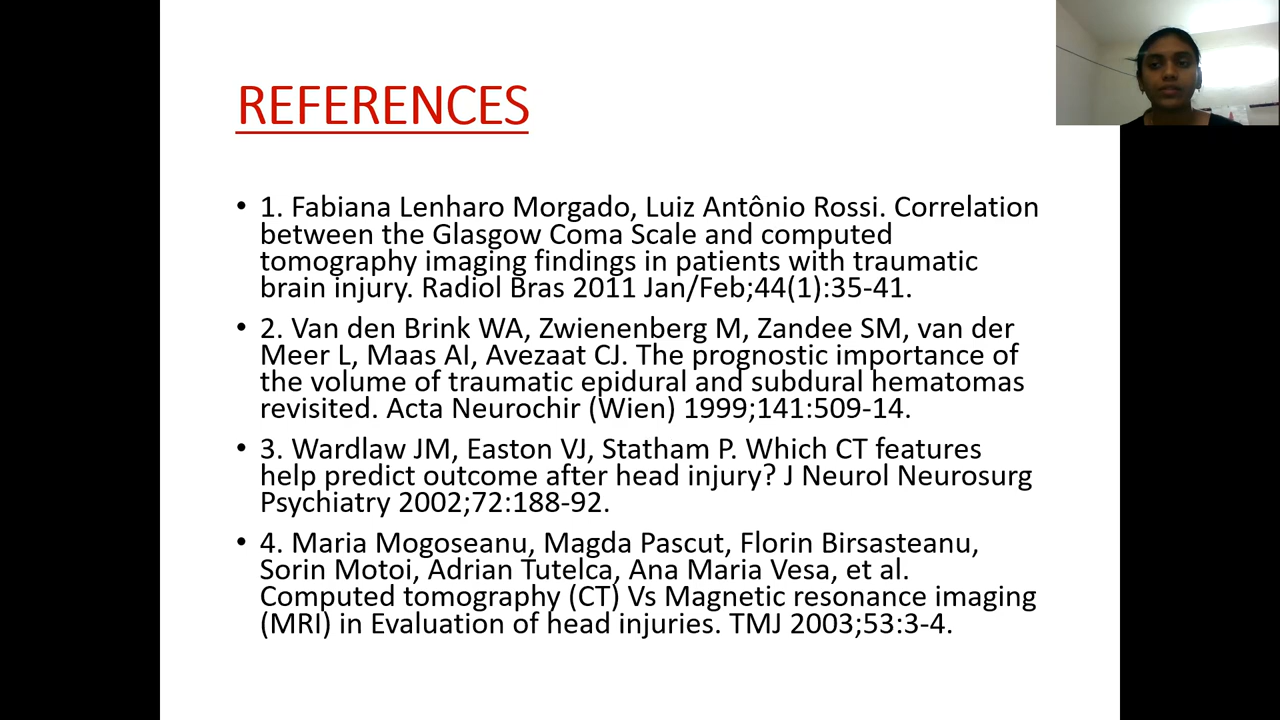 REFERENCES
• 1. Fabiana Lenharo Morgado, Luiz Antônio Rossi. Correlation
between the Glasgow Coma Scale and computed
tomography imaging findings in patients with traumatic
brain injury. Radiol Bras 2011 Jan/Feb;44(1):35-41.
• 2. Van den Brink WA, Zwienenberg M, Zandee SM, van der
Meer L, Maas AI, Avezaat CJ. The prognostic importance of
the volume of traumatic epidural and subdural hematomas
revisited. Acta Neurochir (Wien) 1999;141:509-14.
• 3. Wardlaw JM, Easton VJ, Statham P. Which CT features
help predict outcome after head injury? J Neurol Neurosurg
Psychiatry 2002;72:188-92.
• 4. Maria Mogoseanu, Magda Pascut, Florin Birsasteanu,
Sorin Motoi, Adrian Tutelca, Ana Maria Vesa, et al.
Computed tomography (CT) Vs Magnetic resonance imaging
(MRI) in Evaluation of head injuries. TMJ 2003;53:3-4.